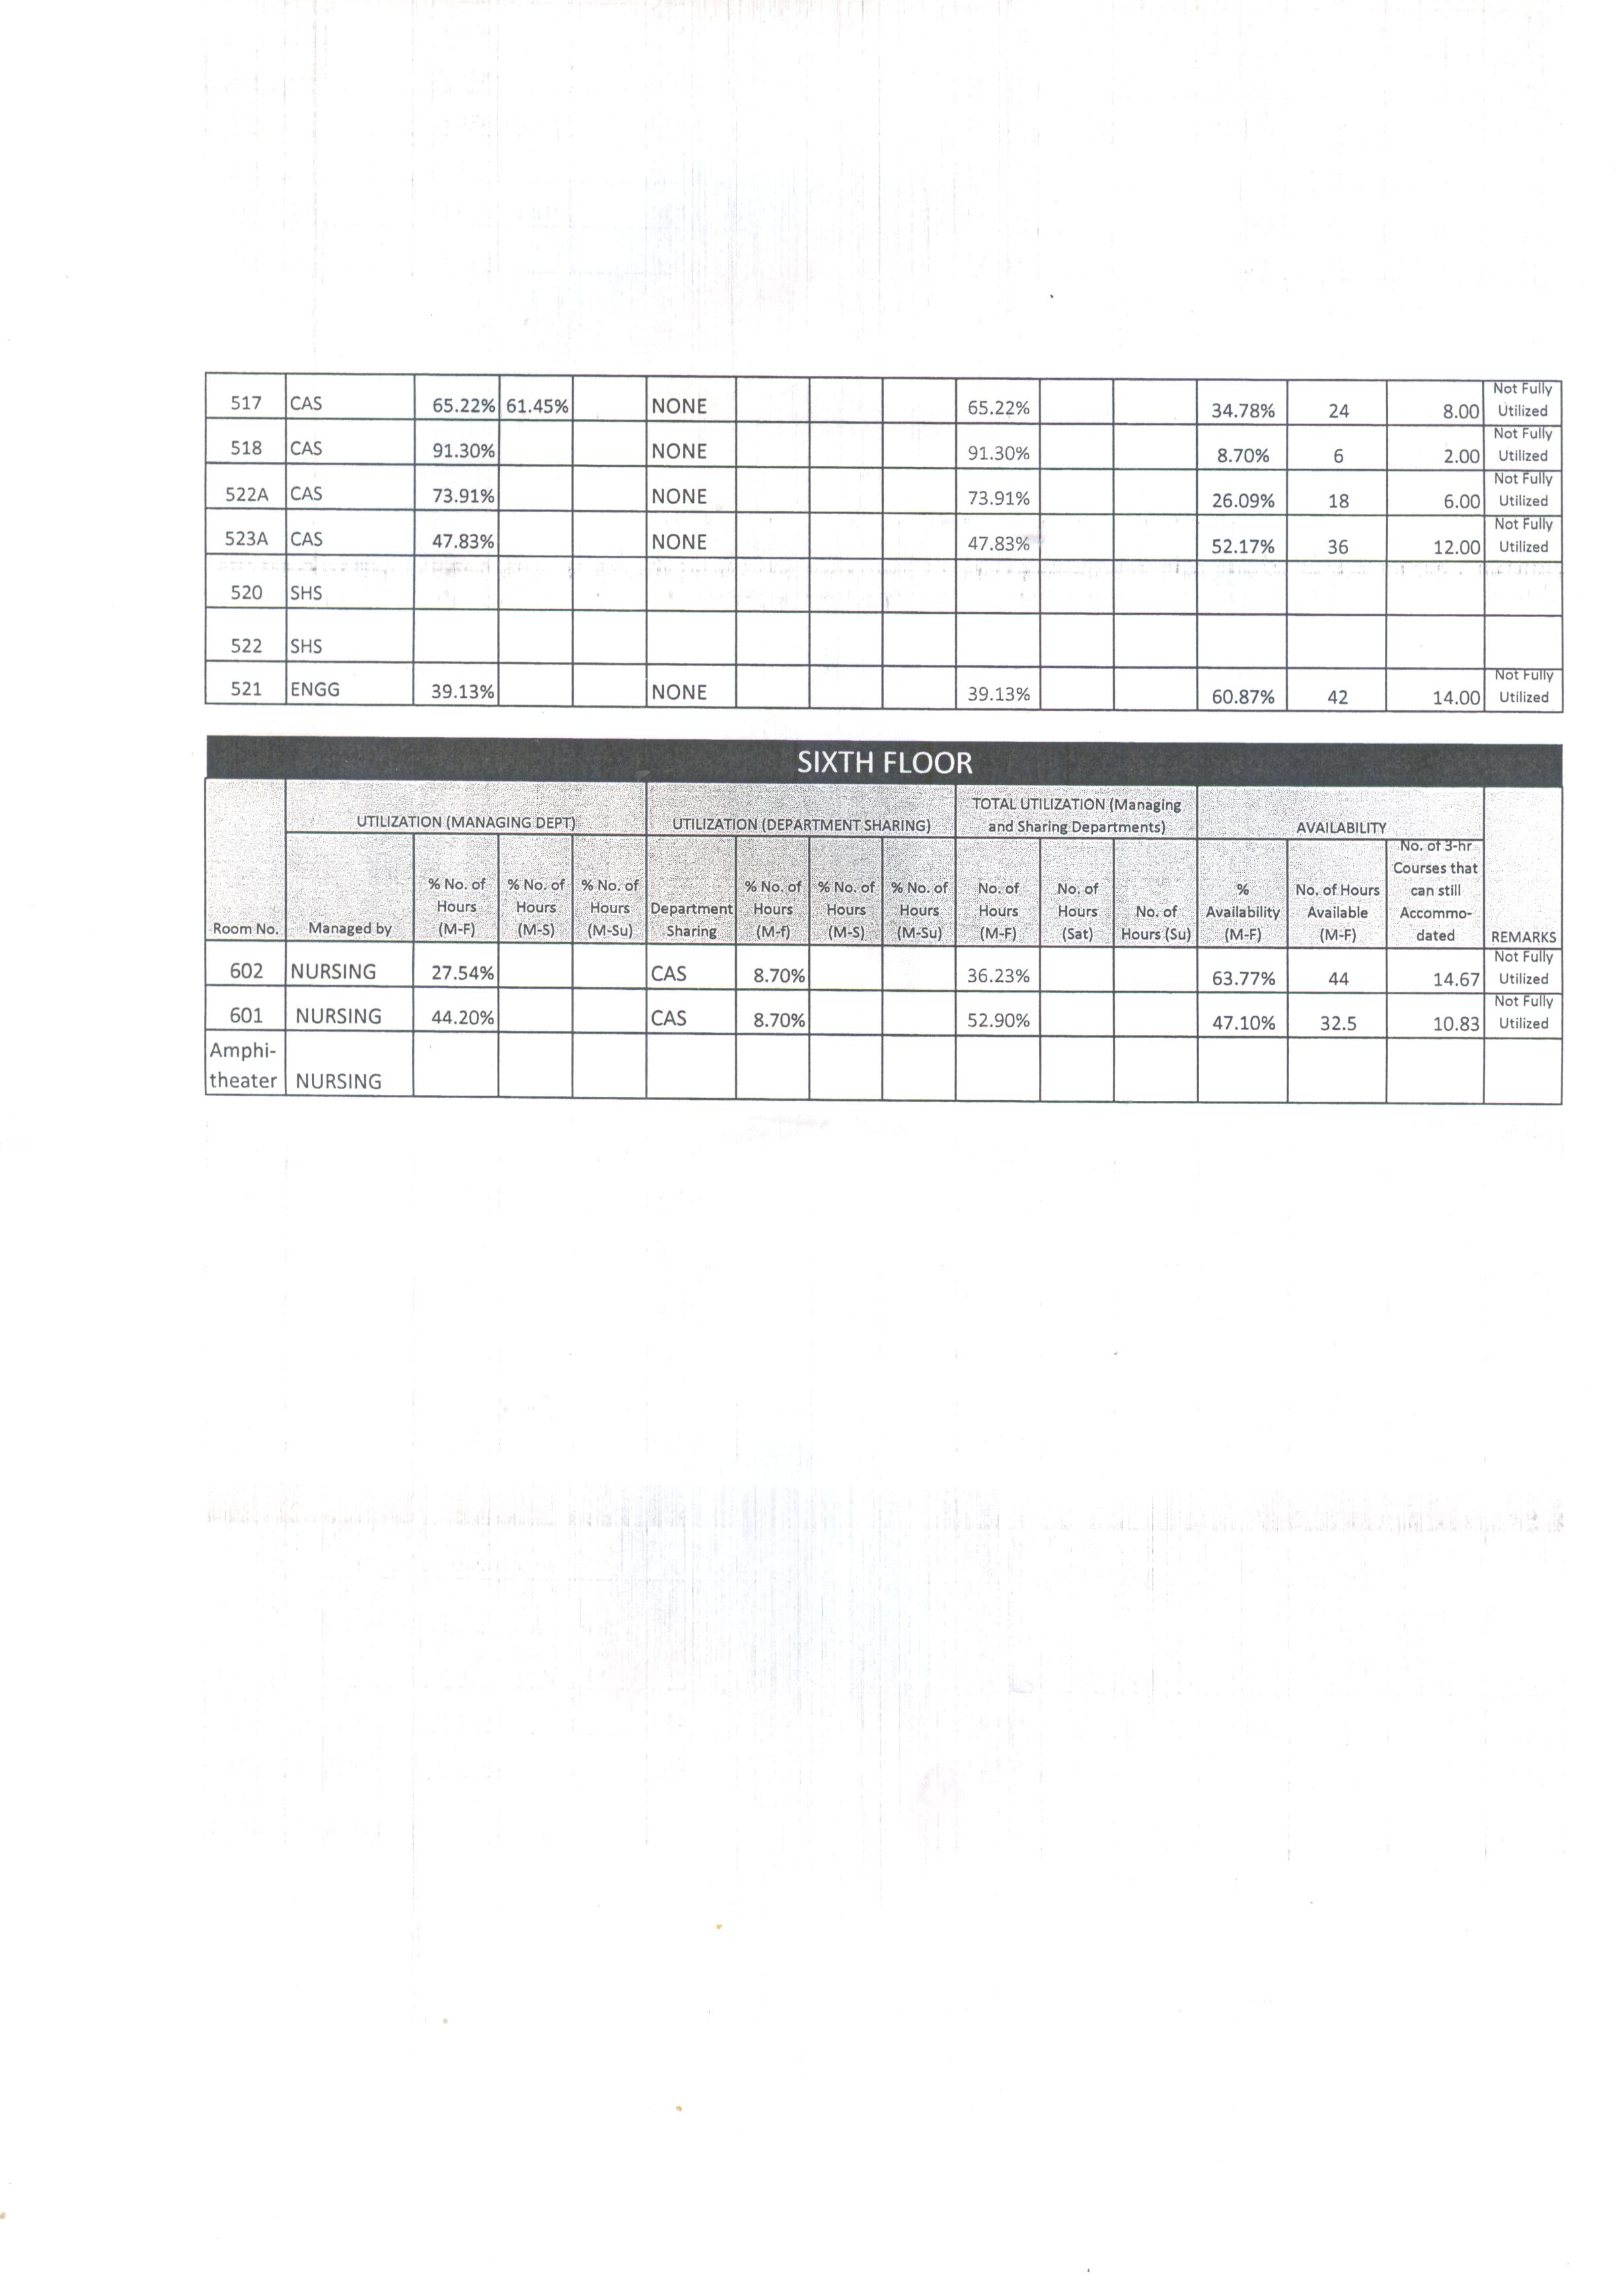 517 CAS 65.22% 61.45% NONE 65.22% 34.78% 24 8.00 Not Fully Utilized
518 CAS 91.30% NONE 91.30% 8.70% 6 2.00 Not Fully Utilized
522A CAS 73.91% NONE 73.91% 26.09% 18 6.00 Not Fully Utilized
523A CAS 47.83% NONE 47.83% 52.17% 36 12.00 Not Fully Utilized
520 SHS
522 SHS
521 ENGG 39.13% NONE 39.13% 60.87% 42 14.00 Not Fully Utilized
SIXTH FLOOR
UTILIZATION (MANAGING DEPT)
UTILIZATION (DEPARTMENT SHARING)
TOTAL UTILIZATION (Managing
and Sharing Departments)
AVAILABILITY
Room No.
Managed by
% No. of
Hours
(M-F)
% No. of
Hours
(M-S)
% No. of
Hours
(M-Su)
Department
Sharing
% No. of
Hours
(M-f)
% No. of
Hours
(M-S)
% No. of
Hours
(M-Su)
No. of
Hours
(M-F)
No. of
Hours
(Sat)
No. of
Hours (Su)
%
Availability
(M-F)
No. of Hours
Available
(M-F)
No. of 3-hr
Courses that
can still
Accommo-
dated
REMARKS
602 NURSING 27.54% CAS 8.70% 36.23% 63.77% 44 14.67 Not Fully Utilized
601 NURSING 44.20% CAS 8.70% 52.90% 47.10% 32.5 10.83 Not Fully Utilized
Amphi-
theater NURSING